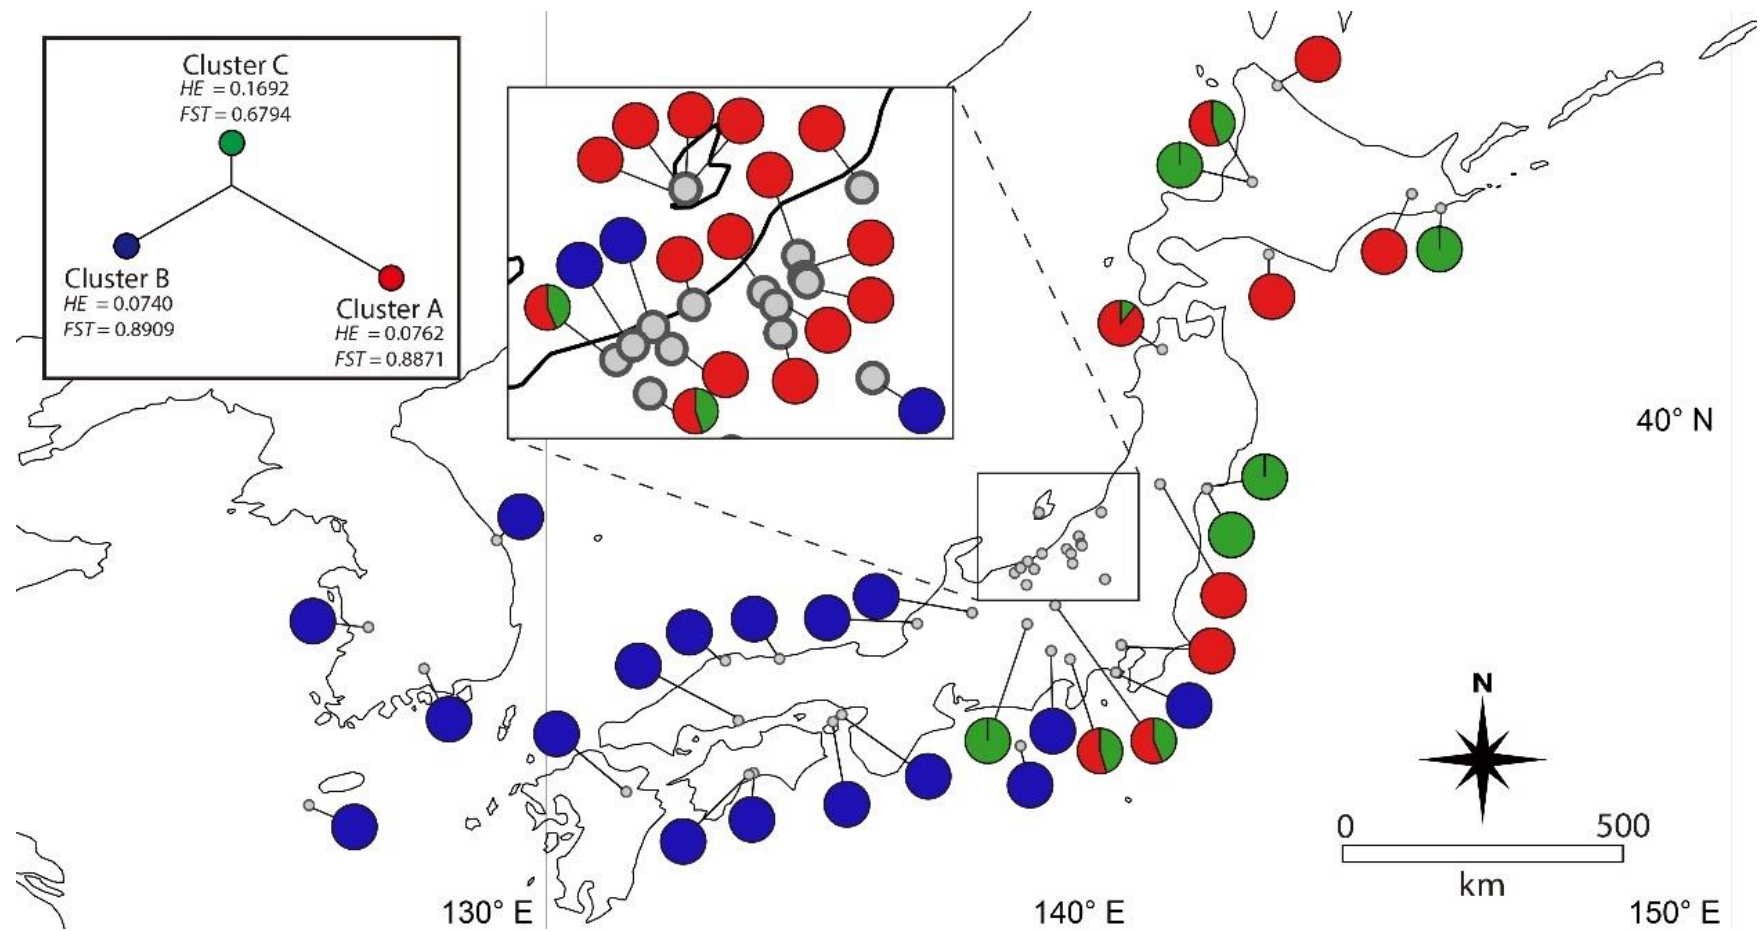 Cluster C
HE = 0.1692
FST = 0.6794
Cluster B
HE = 0.0740
FST = 0.8909
Cluster A
HE = 0.0762
FST = 0.8871
40° N
N
0 500
km
130° E 140° E 150° E